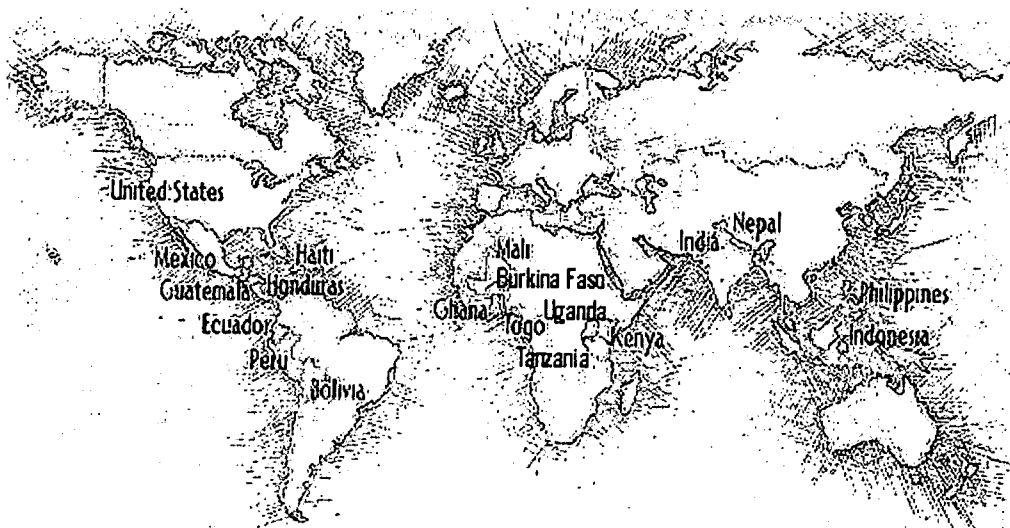 United States
Mexico
Haiti
Guatemala
Honduras
Ecuador
Peru
Bolivia
Mali
Burkina Faso
Ghana
Togo
Uganda
Kenya
Tanzania
India
Nepal
Philippines
Indonesia